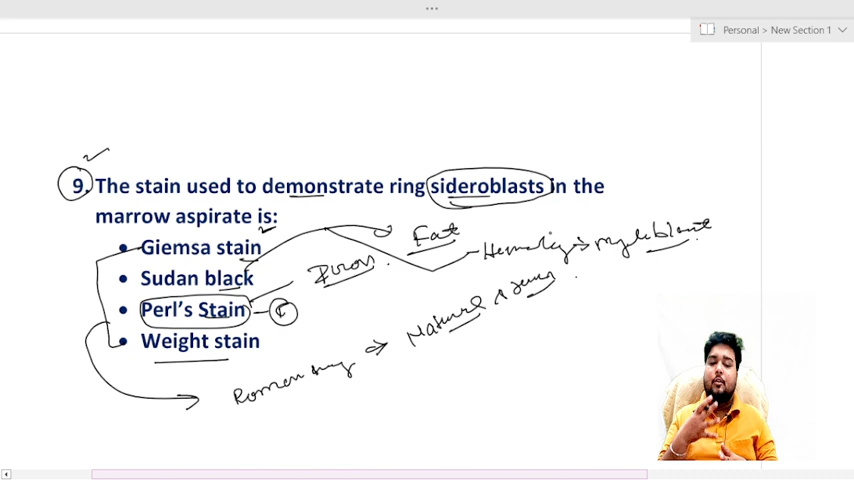 Personal > New Section 1
9. The stain used to demonstrate ring sideroblasts in the
marrow aspirate is:
• Giemsa stain
• Sudan black
• Perl's Stain
• Weight stain
Fat
Iron